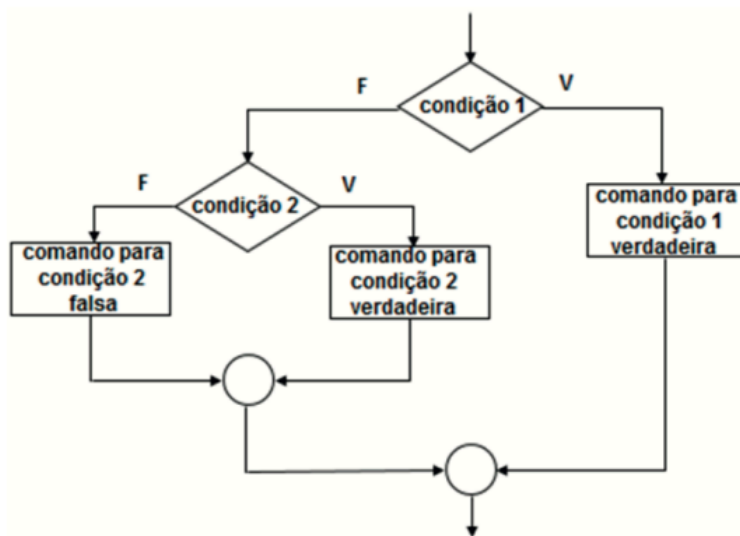 F
condição 1
V
F
condição 2
V
comando para
condição 1
verdadeira
comando para
condição 2
falsa
comando para
condição 2
verdadeira